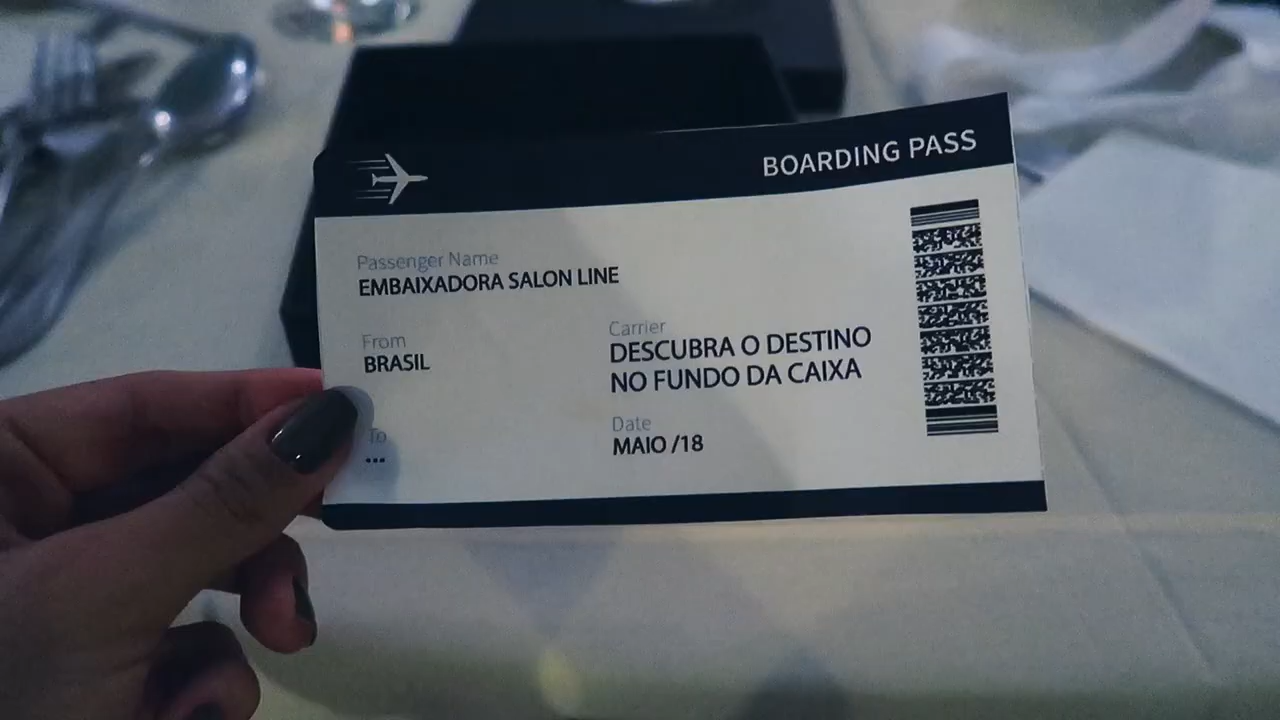 BOARDING PASS
Passenger Name
EMBAIXADORA SALON LINE
From
BRASIL
Carrier
DESCUBRA O DESTINO
NO FUNDO DA CAIXA
To
...
Date
MAIO /18